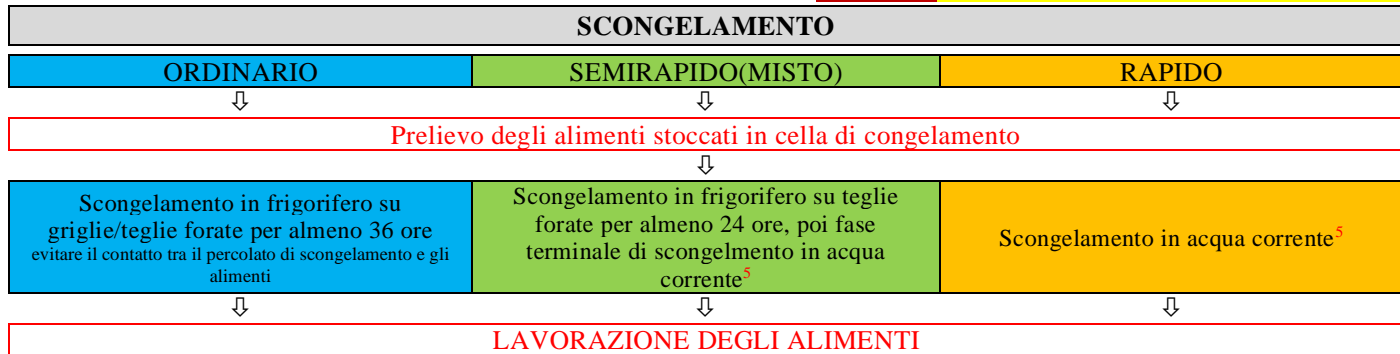 SCONGELAMENTO
ORDINARIO
SEMIRAPIDO(MISTO)
RAPIDO
⇩ ⇩ ⇩
Prelievo degli alimenti stoccati in cella di congelamento
⇩
Scongelamento in frigorifero su
griglie/teglie forate per almeno 36 ore
evitare il contatto tra il percolato di scongelamento e gli
alimenti
Scongelamento in frigorifero su teglie
forate per almeno 24 ore, poi fase
terminale di scongelmento in acqua
corrente⁵
Scongelamento in acqua corrente⁵
⇩ ⇩ ⇩
LAVORAZIONE DEGLI ALIMENTI